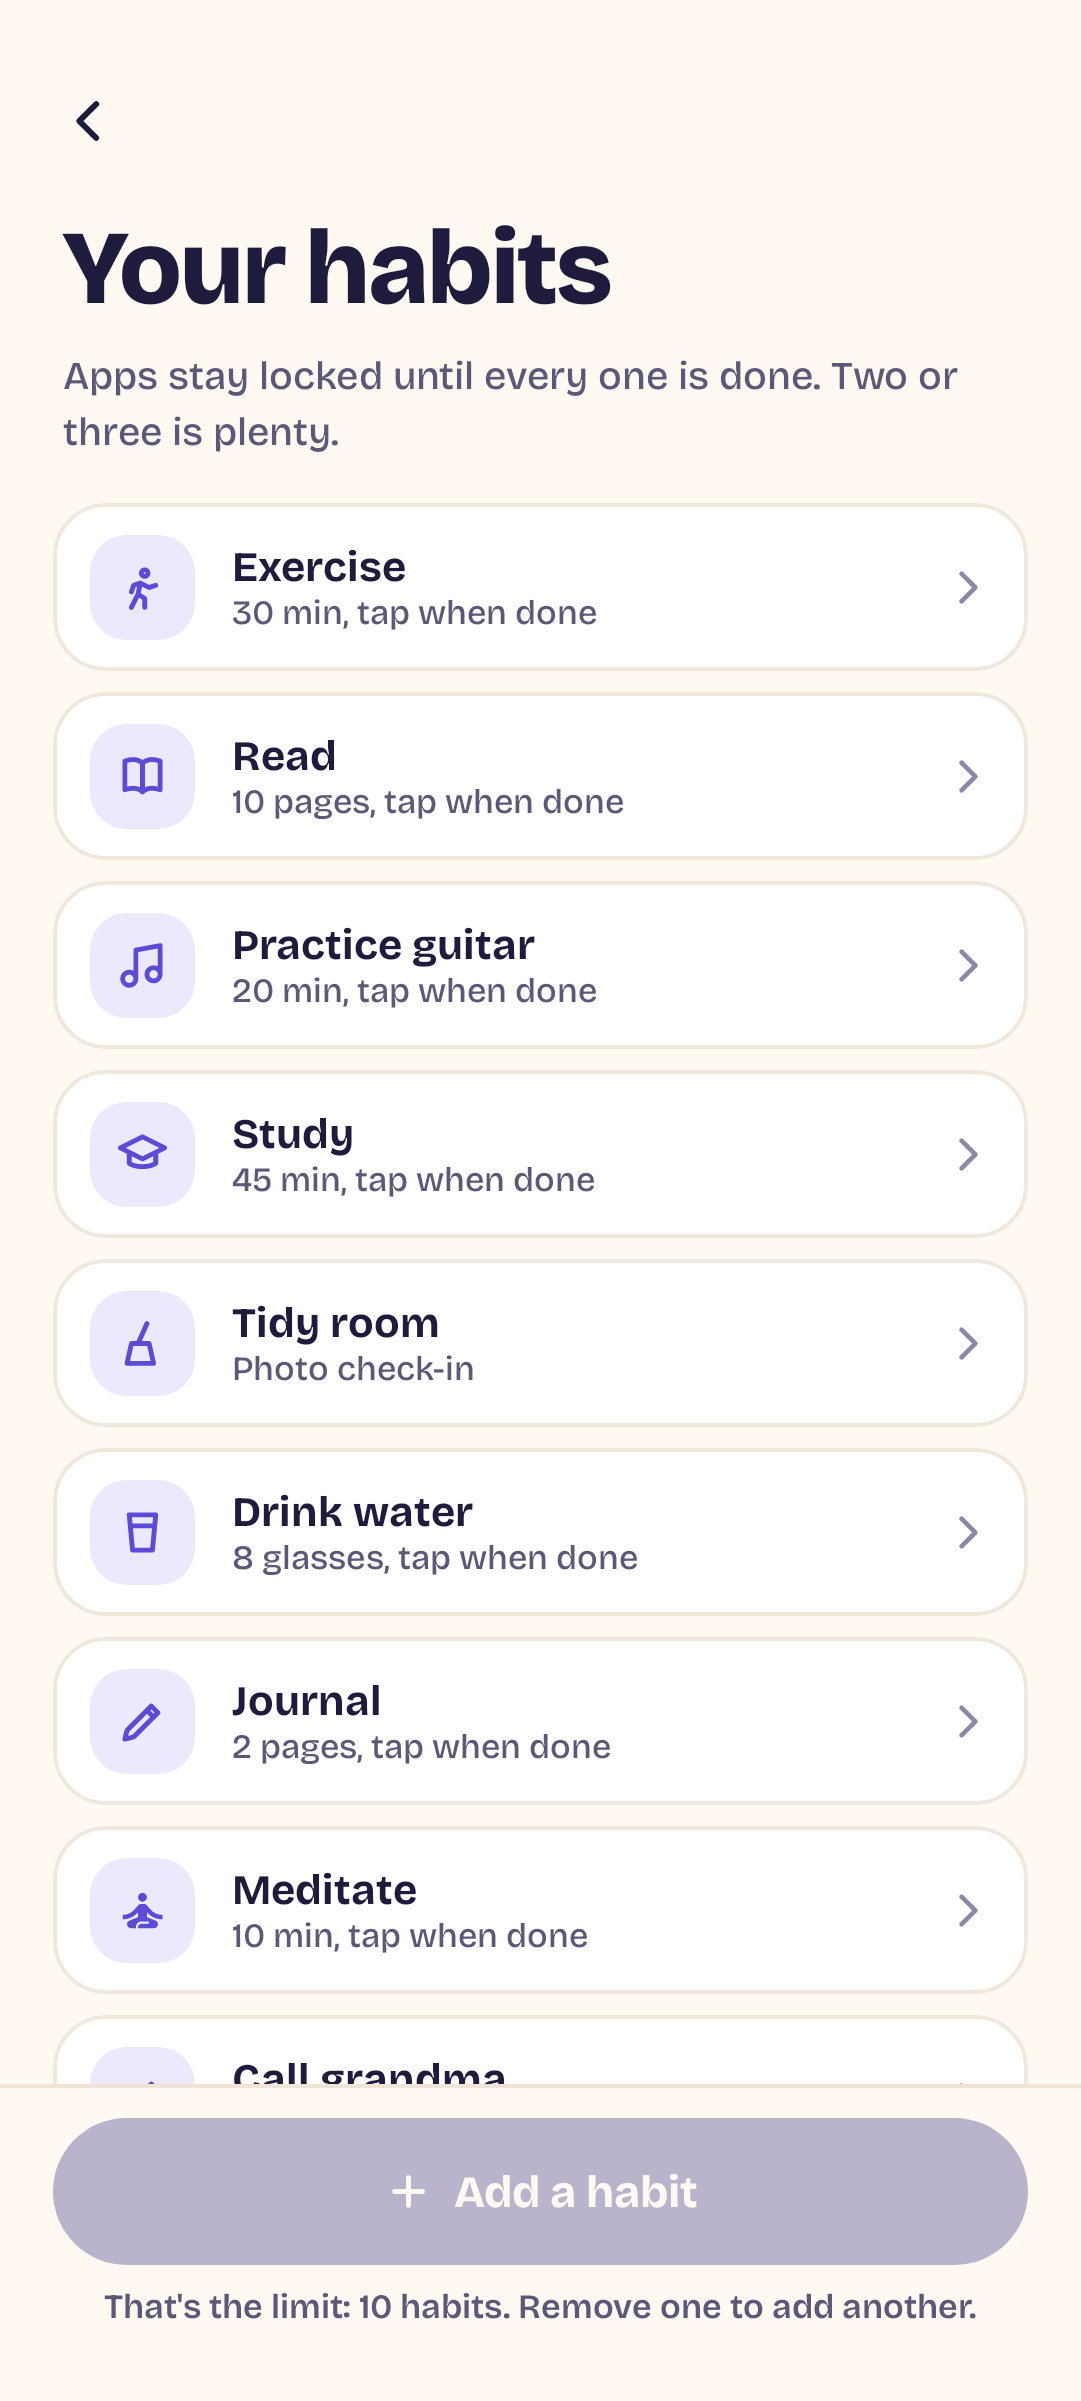 Your habits
Apps stay locked until every one is done. Two or
three is plenty.
Exercise
30 min, tap when done
Read
10 pages, tap when done
Practice guitar
20 min, tap when done
Study
45 min, tap when done
Tidy room
Photo check-in
Drink water
8 glasses, tap when done
Journal
2 pages, tap when done
Meditate
10 min, tap when done
Call grandma
Add a habit
That's the limit: 10 habits. Remove one to add another.